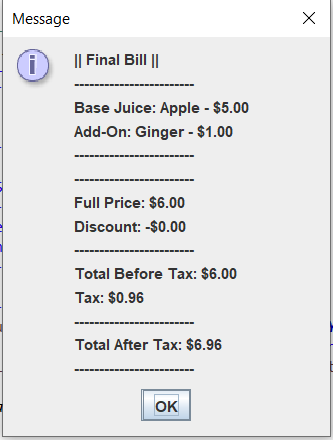 Message
|| Final Bill ||
------------------------
Base Juice: Apple - $5.00
Add-On: Ginger - $1.00
------------------------
------------------------
Full Price: $6.00
Discount: -$0.00
------------------------
Total Before Tax: $6.00
Tax: $0.96
------------------------
Total After Tax: $6.96
------------------------
OK